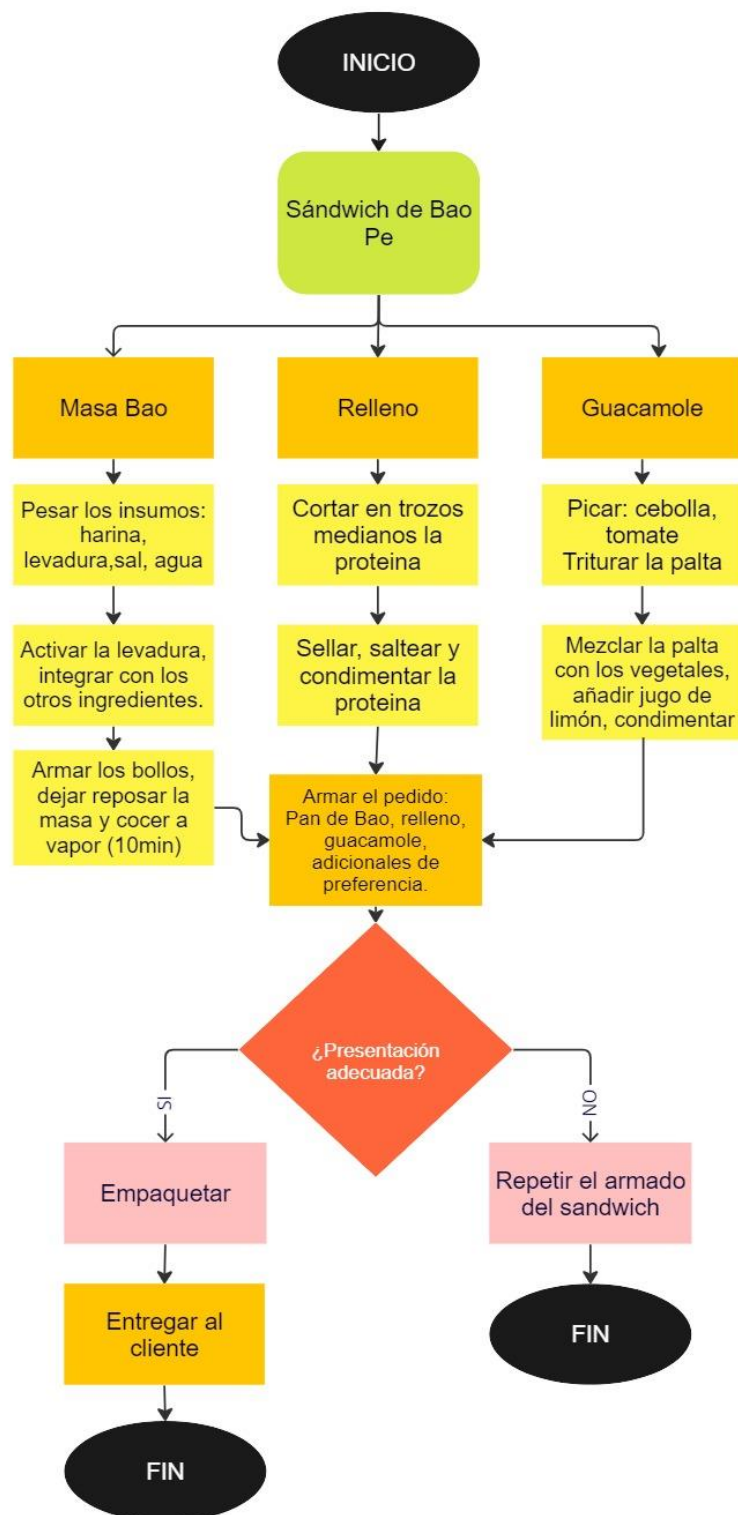 INICIO
Sándwich de Bao
Pe
Masa Bao
Relleno
Guacamole
Pesar los insumos:
harina,
levadura,sal, agua
Cortar en trozos
medianos la
proteina
Picar: cebolla,
tomate
Triturar la palta
Activar la levadura,
integrar con los
otros ingredientes.
Sellar, saltear y
condimentar la
proteina
Mezclar la palta
con los vegetales,
añadir jugo de
limón, condimentar
Armar los bollos,
dejar reposar la
masa y cocer a
vapor (10min)
Armar el pedido:
Pan de Bao, relleno,
guacamole,
adicionales de
preferencia.
¿Presentación
adecuada?
SI
NO
Empaquetar
Repetir el armado
del sandwich
Entregar al
cliente
FIN
FIN